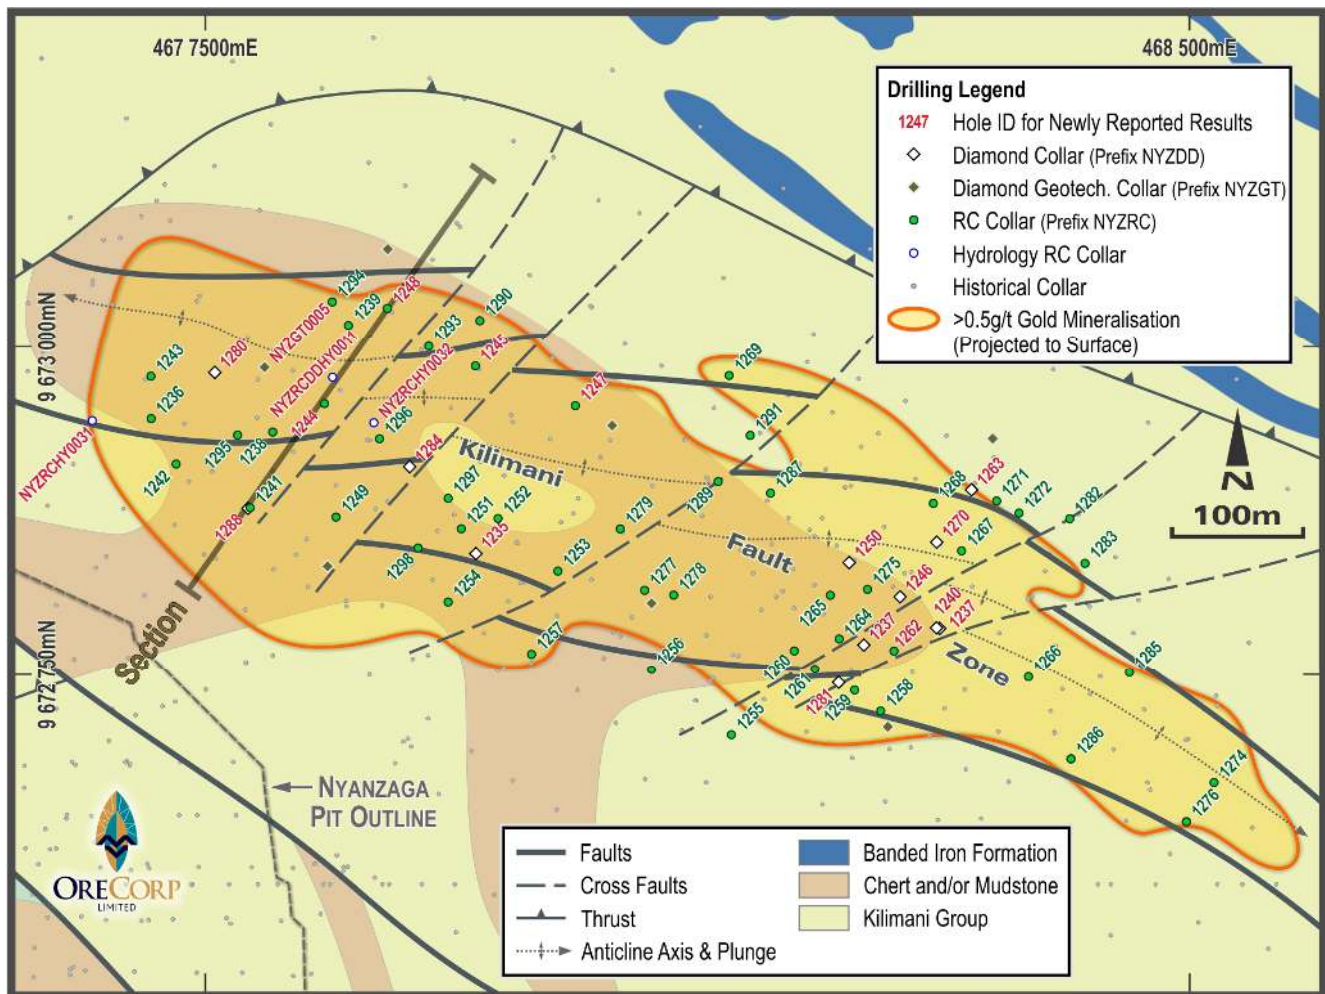 467 7500mE
468 500mE
9 673 000mN
9 672 750mN
Drilling Legend
1247 Hole ID for Newly Reported Results
Diamond Collar (Prefix NYZDD)
Diamond Geotech. Collar (Prefix NYZGT)
RC Collar (Prefix NYZRC)
Hydrology RC Collar
Historical Collar
>0.5g/t Gold Mineralisation
(Projected to Surface)
N
100m
1294
1239
1248
NYZGT0005
1290
1293
NYZRCDDHY0011
NYZRCHY0032
1245
1243
1280
1236
1244
1296
1247
1269
NYZRCHY0031
1295
1238
1284
1291
1242
1241
1288
1249
1297
1251
1252
1235
1298
1254
1253
1279
1289
1287
1268
1263
1271
1272
1282
1283
1267
1270
1250
1246
1275
1277
1278
1265
1264
1240
1237
1237
1262
1257
1256
1260
1261
1281
1259
1258
1255
1266
1285
1286
1274
1276
Kilimani
Fault
Zone
Section
NYANZAGA
PIT OUTLINE
ORECORP
LIMITED
Faults
Cross Faults
Thrust
Anticline Axis & Plunge
Banded Iron Formation
Chert and/or Mudstone
Kilimani Group